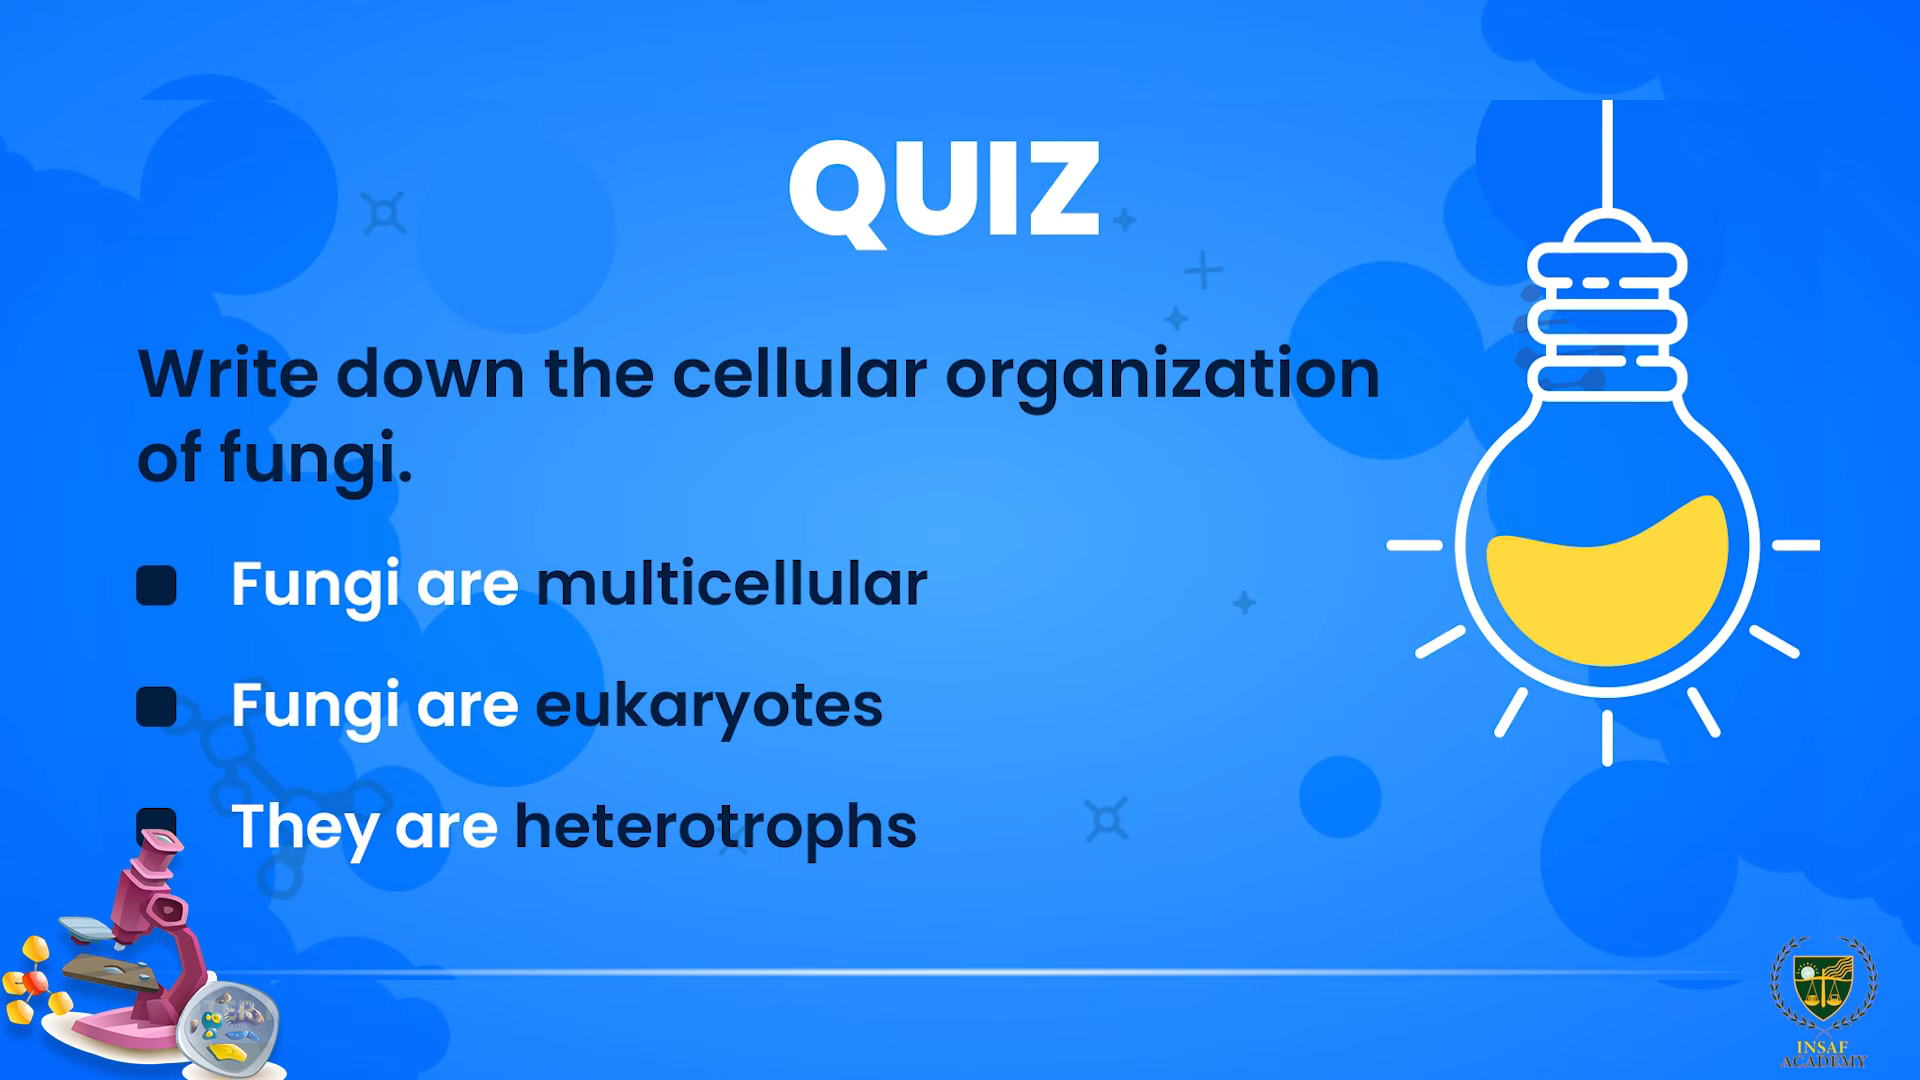 QUIZ
Write down the cellular organization
of fungi.
Fungi are multicellular
Fungi are eukaryotes
They are heterotrophs
INSAF
ACADEMY